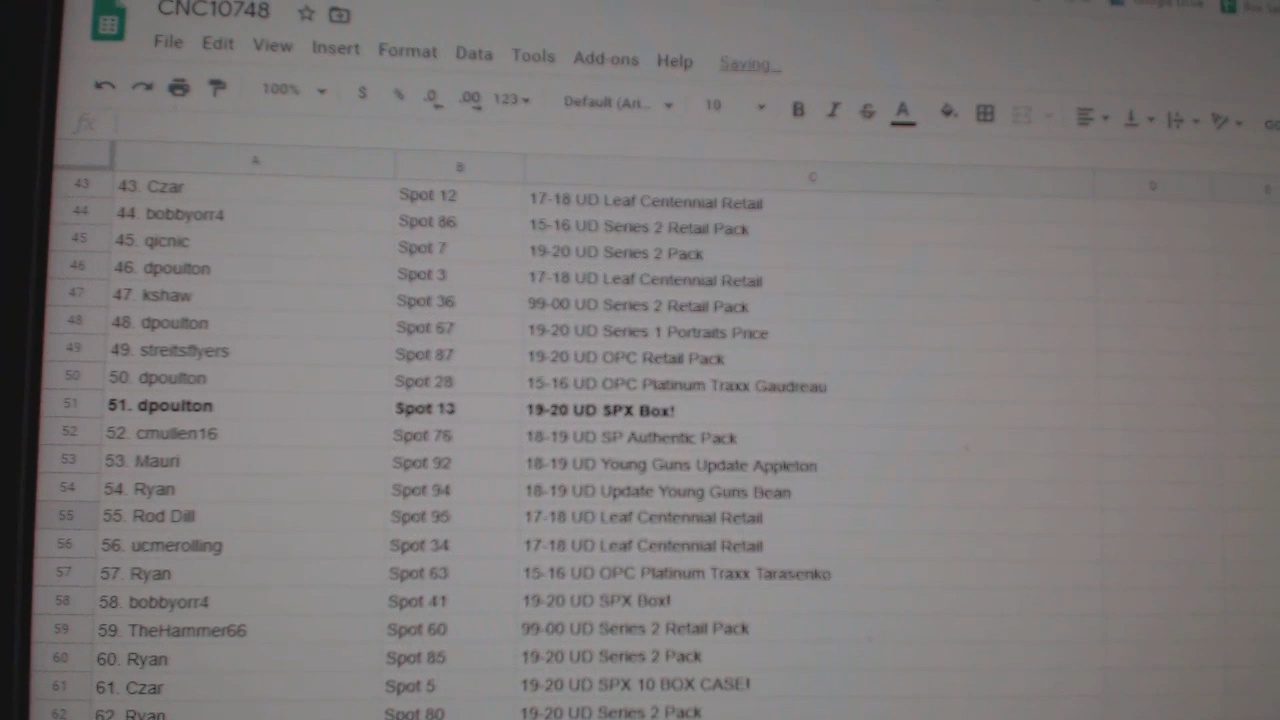 CNC10748
File Edit View Insert Format Data Tools Add-ons Help Saving...
100% $ % .0 .00 123 Default (Ari... 10 B I S A
fx
A B C D E
43 43. Czar Spot 12 17-18 UD Leaf Centennial Retail
44 44. bobbyorr4 Spot 86 15-16 UD Series 2 Retail Pack
45 45. qicnic Spot 7 19-20 UD Series 2 Pack
46 46. dpoulton Spot 3 17-18 UD Leaf Centennial Retail
47 47. kshaw Spot 36 99-00 UD Series 2 Retail Pack
48 48. dpoulton Spot 67 19-20 UD Series 1 Portraits Price
49 49. streitsflyers Spot 87 19-20 UD OPC Retail Pack
50 50. dpoulton Spot 28 15-16 UD OPC Platinum Traxx Gaudreau
51 51. dpoulton Spot 13 19-20 UD SPX Box!
52 52. cmullen16 Spot 76 18-19 UD SP Authentic Pack
53 53. Mauri Spot 92 18-19 UD Young Guns Update Appleton
54 54. Ryan Spot 94 18-19 UD Update Young Guns Bean
55 55. Rod Dill Spot 95 17-18 UD Leaf Centennial Retail
56 56. ucmerolling Spot 34 17-18 UD Leaf Centennial Retail
57 57. Ryan Spot 63 15-16 UD OPC Platinum Traxx Tarasenko
58 58. bobbyorr4 Spot 41 19-20 UD SPX Box!
59 59. TheHammer66 Spot 60 99-00 UD Series 2 Retail Pack
60 60. Ryan Spot 85 19-20 UD Series 2 Pack
61 61. Czar Spot 5 19-20 UD SPX 10 BOX CASE!
62 62. Ryan Spot 80 19-20 UD Series 2 Pack